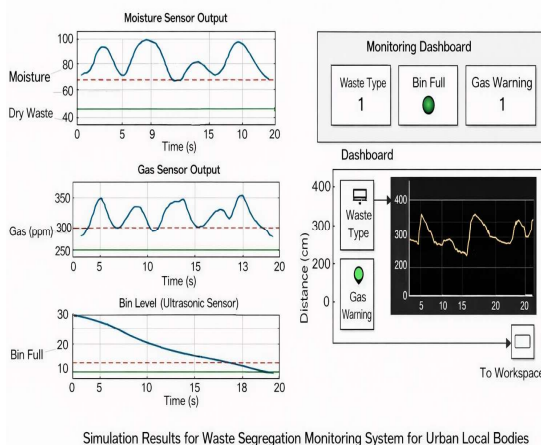 Moisture Sensor Output
100
80
60
40
Moisture
Dry Waste
0 5 9 15 10 20
Time (s)
Gas Sensor Output
350
300
250
Gas (ppm)
0 5 10 15 13 20
Time (s)
Bin Level (Ultrasonic Sensor)
30
20
10
Bin Full
0 5 10 18 20 20
Time (s)
Monitoring Dashboard
Waste Type
1
Bin Full
Gas Warning
1
Dashboard
400
300
200
0
Distance (cm)
Waste
Type
Gas
Warning
400
300
200
0
5 10 15 20 20
To Workspace
Simulation Results for Waste Segregation Monitoring System for Urban Local Bodies